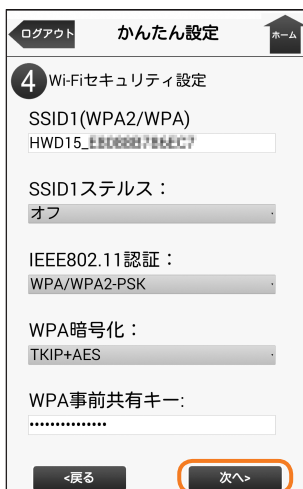 ログアウト
かんたん設定
ホーム
4 Wi-Fiセキュリティ設定
SSID1(WPA2/WPA)
HWD15_
SSID1ステルス：
オフ
IEEE802.11認証：
WPA/WPA2-PSK
WPA暗号化：
TKIP+AES
WPA事前共有キー:
•••••••••••••••
<戻る
次へ>